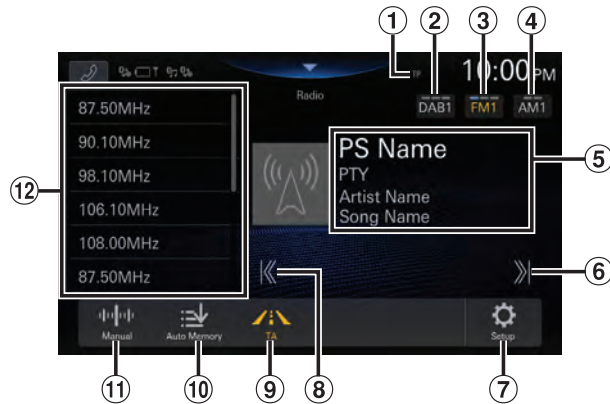 ① ② ③ ④
TP 10:00PM
Radio
DAB1 FM1 AM1
87.50MHz
90.10MHz
98.10MHz
106.10MHz
108.00MHz
87.50MHz
PS Name
PTY
Artist Name
Song Name
⑤
⑫
⑥
Manual
Auto Memory
TA
Setup
⑪ ⑩ ⑨ ⑧ ⑦